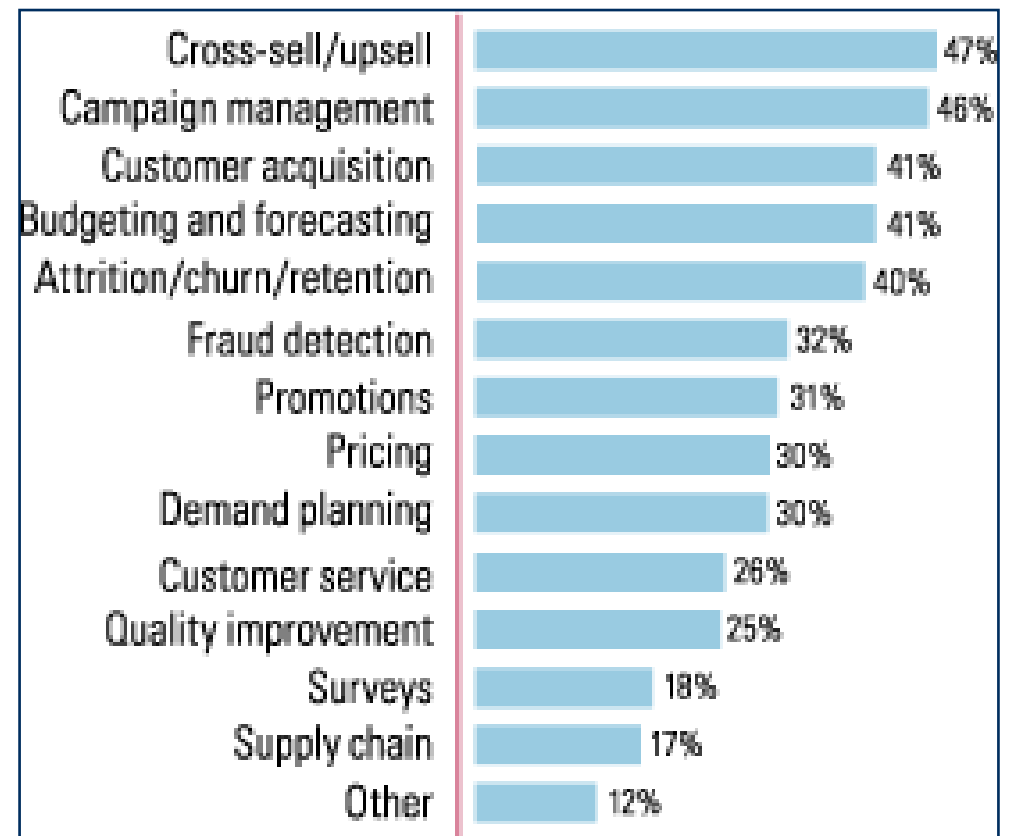 Cross-sell/upsell 47%
Campaign management 46%
Customer acquisition 41%
Budgeting and forecasting 41%
Attrition/churn/retention 40%
Fraud detection 32%
Promotions 31%
Pricing 30%
Demand planning 30%
Customer service 26%
Quality improvement 25%
Surveys 18%
Supply chain 17%
Other 12%